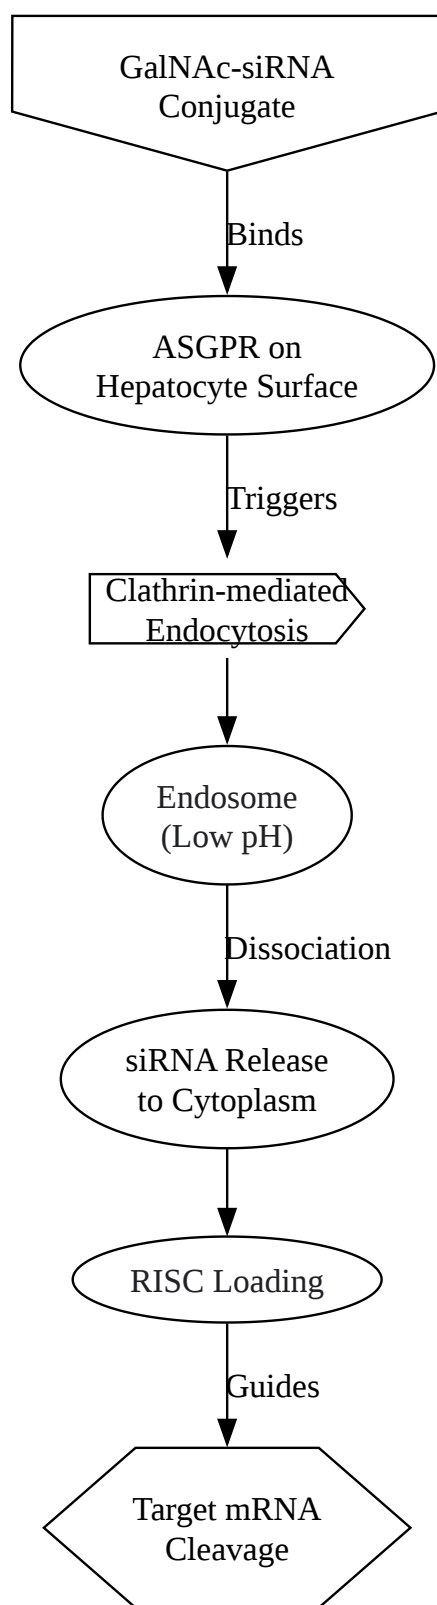 GalNAc-siRNA
Conjugate
Binds
ASGPR on
Hepatocyte Surface
Triggers
Clathrin-mediated
Endocytosis
Endosome
(Low pH)
Dissociation
siRNA Release
to Cytoplasm
RISC Loading
Guides
Target mRNA
Cleavage